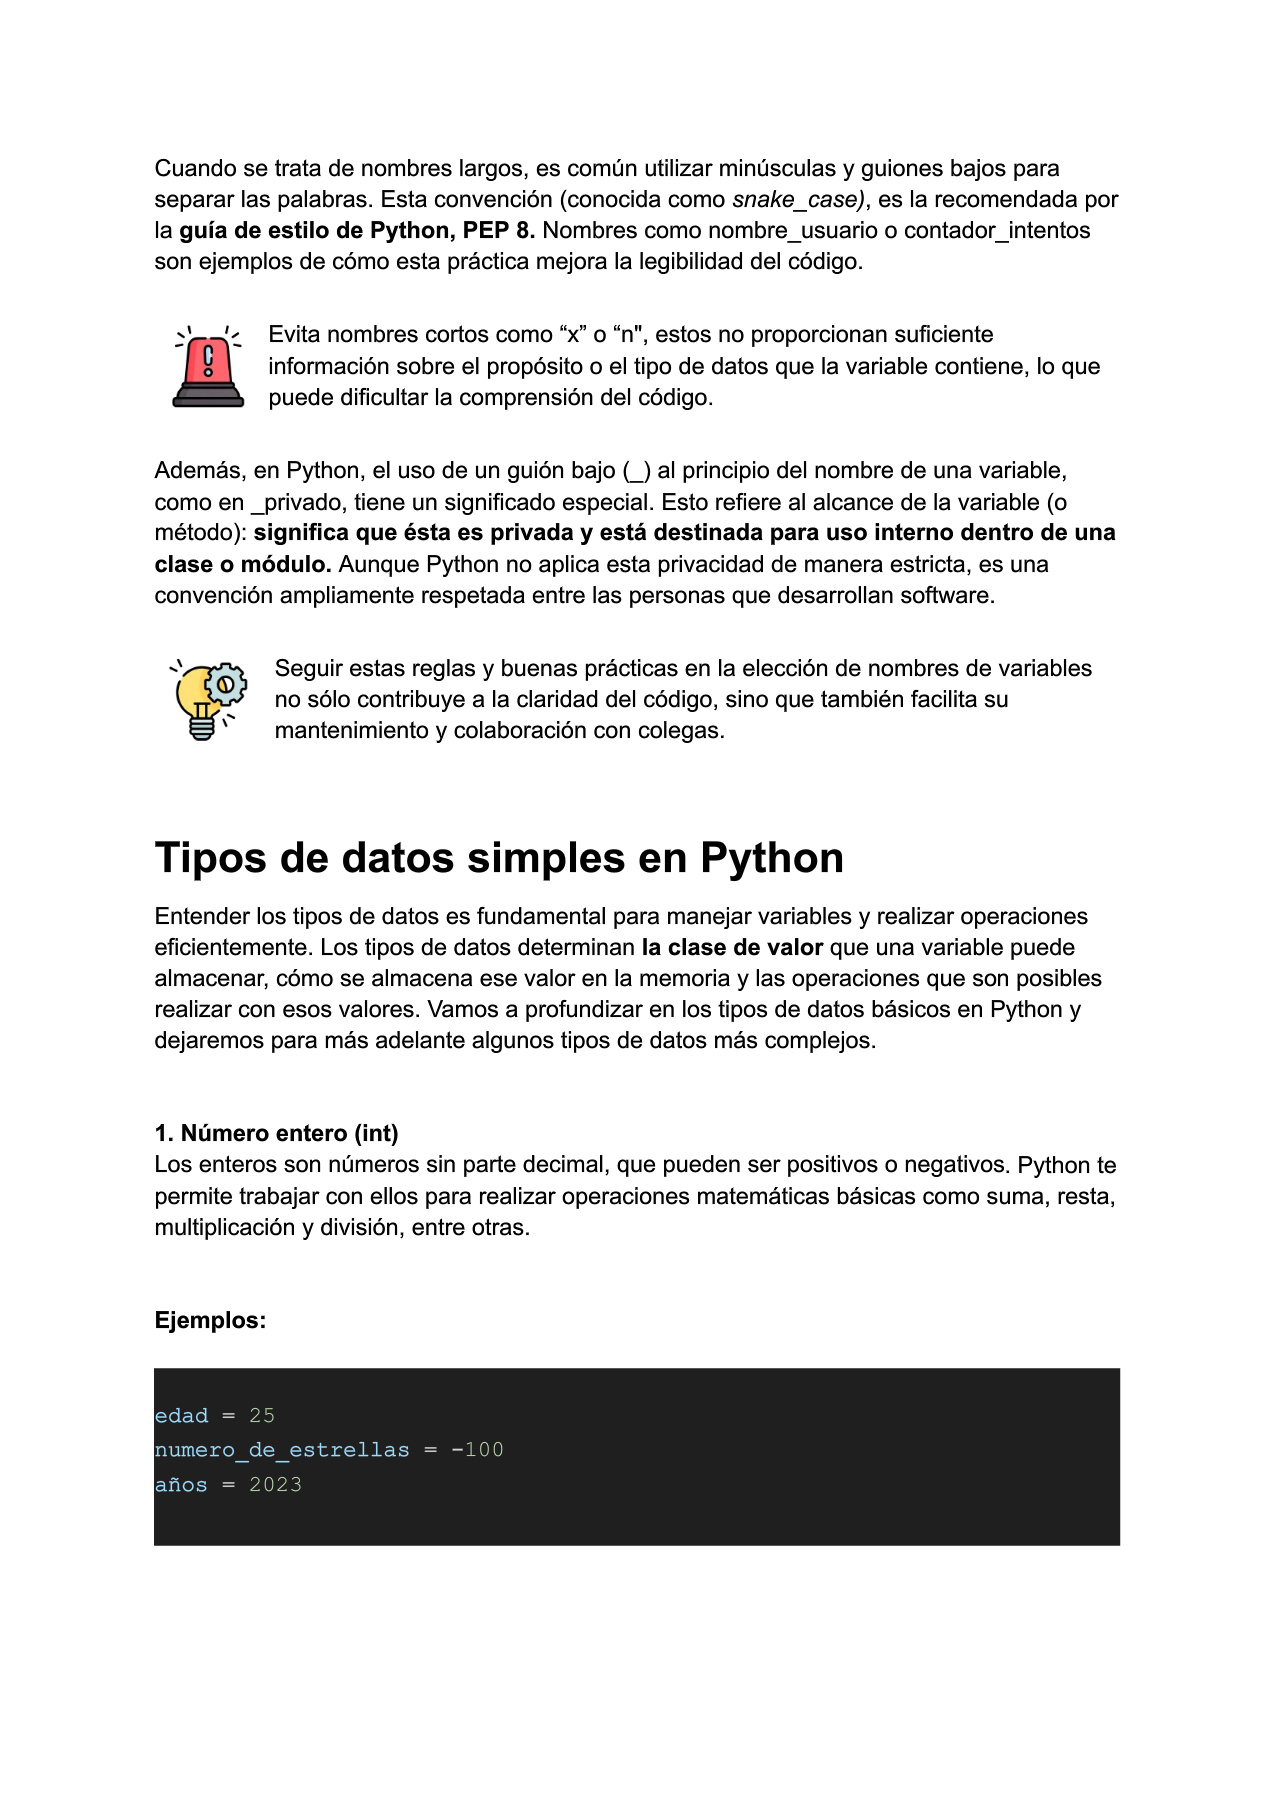 Cuando se trata de nombres largos, es común utilizar minúsculas y guiones bajos para
separar las palabras. Esta convención (conocida como snake_case), es la recomendada por
la guía de estilo de Python, PEP 8. Nombres como nombre_usuario o contador_intentos
son ejemplos de cómo esta práctica mejora la legibilidad del código.
Evita nombres cortos como “x” o “n", estos no proporcionan suficiente
información sobre el propósito o el tipo de datos que la variable contiene, lo que
puede dificultar la comprensión del código.
Además, en Python, el uso de un guión bajo (_) al principio del nombre de una variable,
como en _privado, tiene un significado especial. Esto refiere al alcance de la variable (o
método): significa que ésta es privada y está destinada para uso interno dentro de una
clase o módulo. Aunque Python no aplica esta privacidad de manera estricta, es una
convención ampliamente respetada entre las personas que desarrollan software.
Seguir estas reglas y buenas prácticas en la elección de nombres de variables
no sólo contribuye a la claridad del código, sino que también facilita su
mantenimiento y colaboración con colegas.
Tipos de datos simples en Python
Entender los tipos de datos es fundamental para manejar variables y realizar operaciones
eficientemente. Los tipos de datos determinan la clase de valor que una variable puede
almacenar, cómo se almacena ese valor en la memoria y las operaciones que son posibles
realizar con esos valores. Vamos a profundizar en los tipos de datos básicos en Python y
dejaremos para más adelante algunos tipos de datos más complejos.
1. Número entero (int)
Los enteros son números sin parte decimal, que pueden ser positivos o negativos. Python te
permite trabajar con ellos para realizar operaciones matemáticas básicas como suma, resta,
multiplicación y división, entre otras.
Ejemplos:
edad = 25
numero_de_estrellas = -100
años = 2023